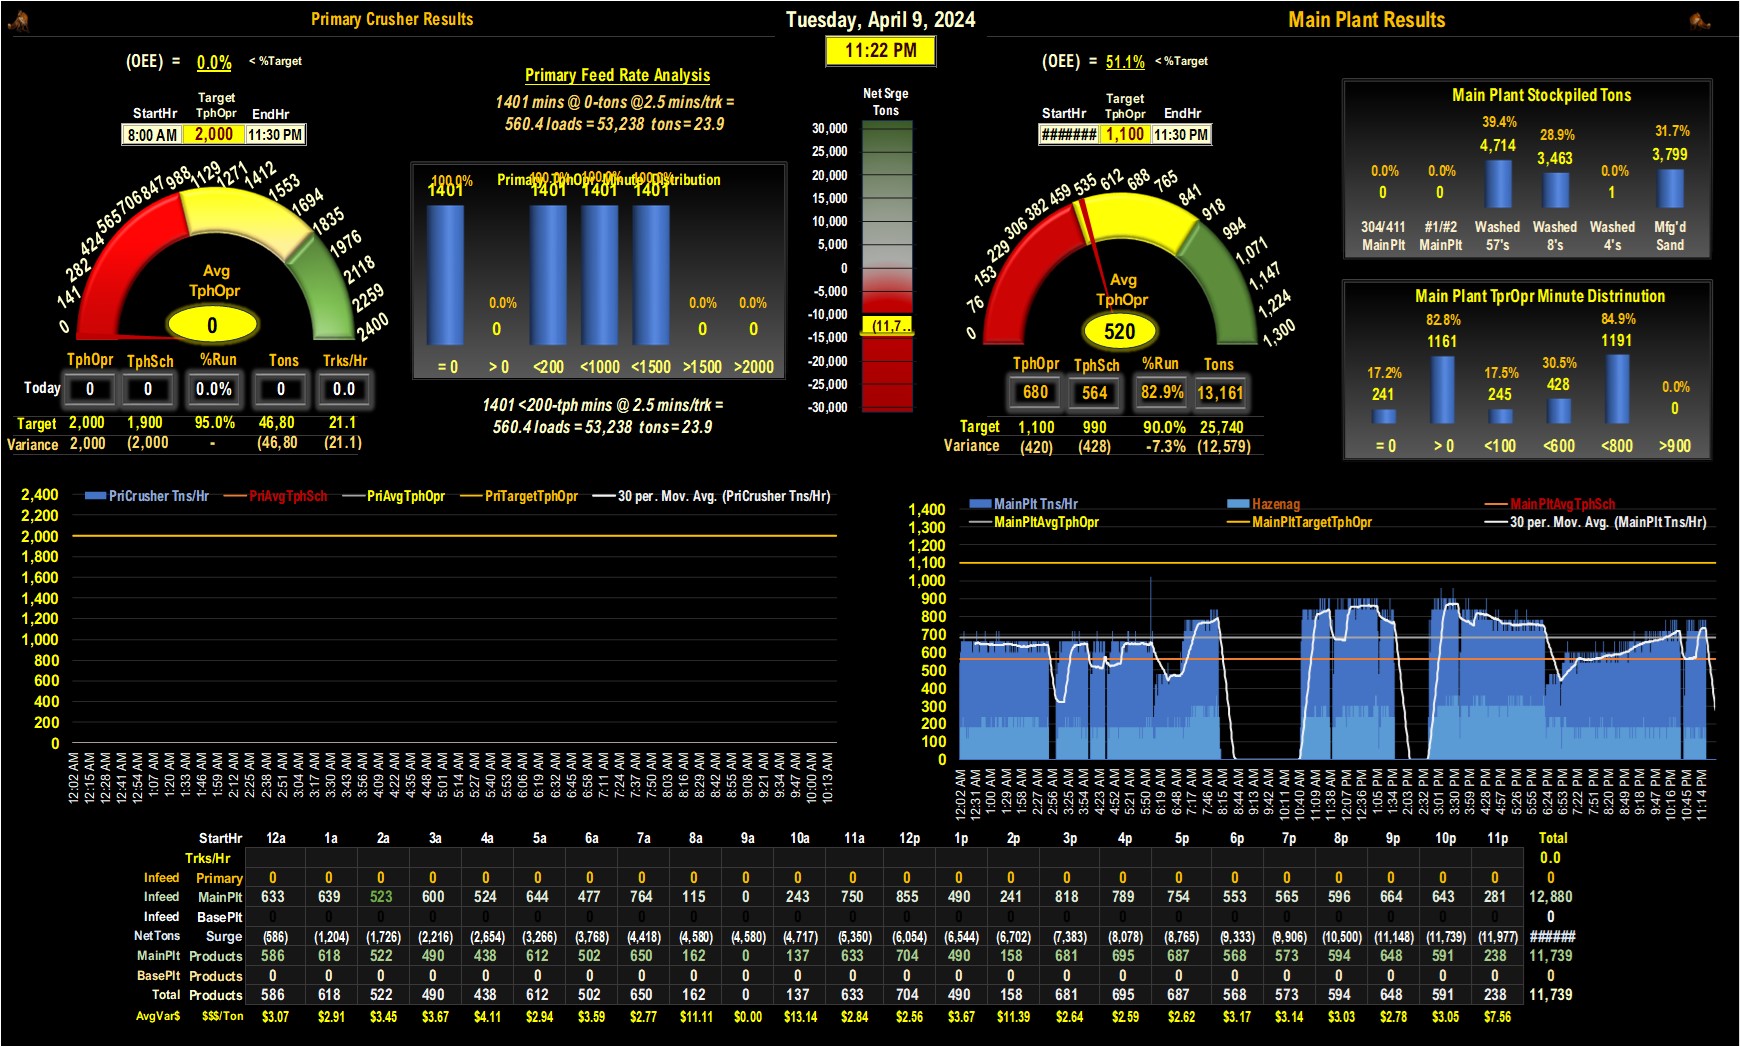 Primary Crusher Results
Tuesday, April 9, 2024
Main Plant Results
11:22 PM
(OEE) = 0.0% < %Target
StartHr Target TphOpr EndHr
8:00 AM 2,000 11:30 PM
0 141 282 424 565 706 847 988 1129 1271 1412 1553 1694 1835 1976 2118 2259 2400
Avg
TphOpr
0
TphOpr TphSch %Run Tons Trks/Hr
Today 0 0 0.0% 0 0.0
Target 2,000 1,900 95.0% 46,80 21.1
Variance 2,000 (2,000 - (46,80 (21.1)
Primary Feed Rate Analysis
1401 mins @ 0-tons @2.5 mins/trk =
560.4 loads = 53,238 tons = 23.9
Primary TphOpr Minute Distribution
100.0% 0.0% 100.0% 100.0% 100.0% 0.0% 0.0%
1401 0 1401 1401 1401 0 0
= 0 > 0 <200 <1000 <1500 >1500 >2000
1401 <200-tph mins @ 2.5 mins/trk =
560.4 loads = 53,238 tons = 23.9
Net Srge
Tons
30,000
25,000
20,000
15,000
10,000
5,000
0
-5,000
-10,000
(11,7...
-15,000
-20,000
-25,000
-30,000
(OEE) = 51.1% < %Target
StartHr Target TphOpr EndHr
####### 1,100 11:30 PM
0 76 153 229 306 382 459 535 612 688 765 841 918 994 1,071 1,147 1,224 1,300
Avg
TphOpr
520
TphOpr TphSch %Run Tons
680 564 82.9% 13,161
Target 1,100 990 90.0% 25,740
Variance (420) (428) -7.3% (12,579)
Main Plant Stockpiled Tons
0.0% 0.0% 39.4% 28.9% 0.0% 31.7%
0 0 4,714 3,463 1 3,799
304/411 #1/#2 Washed Washed Washed Mfg'd
MainPlt MainPlt 57's 8's 4's Sand
Main Plant TprOpr Minute Distrinution
17.2% 82.8% 17.5% 30.5% 84.9% 0.0%
241 1161 245 428 1191 0
= 0 > 0 <100 <600 <800 >900
PriCrusher Tns/Hr PriAvgTphSch PriAvgTphOpr PriTargetTphOpr 30 per. Mov. Avg. (PriCrusher Tns/Hr)
2,400
2,200
2,000
1,800
1,600
1,400
1,200
1,000
800
600
400
200
0
12:02 AM 12:15 AM 12:28 AM 12:41 AM 12:54 AM 1:07 AM 1:20 AM 1:33 AM 1:46 AM 1:59 AM 2:12 AM 2:25 AM 2:38 AM 2:51 AM 3:04 AM 3:17 AM 3:30 AM 3:43 AM 3:56 AM 4:09 AM 4:22 AM 4:35 AM 4:48 AM 5:01 AM 5:14 AM 5:27 AM 5:40 AM 5:53 AM 6:06 AM 6:19 AM 6:32 AM 6:45 AM 6:58 AM 7:11 AM 7:24 AM 7:37 AM 7:50 AM 8:03 AM 8:16 AM 8:29 AM 8:42 AM 8:55 AM 9:08 AM 9:21 AM 9:34 AM 9:47 AM 10:00 AM 10:13 AM
MainPlt Tns/Hr Hazenag MainPltAvgTphSch
MainPltAvgTphOpr MainPltTargetTphOpr 30 per. Mov. Avg. (MainPlt Tns/Hr)
1,400
1,300
1,200
1,100
1,000
900
800
700
600
500
400
300
200
100
0
12:02 AM 12:31 AM 1:00 AM 1:29 AM 1:58 AM 2:27 AM 2:56 AM 3:25 AM 3:54 AM 4:23 AM 4:52 AM 5:21 AM 5:50 AM 6:19 AM 6:48 AM 7:17 AM 7:46 AM 8:15 AM 8:44 AM 9:13 AM 9:42 AM 10:11 AM 10:40 AM 11:09 AM 11:38 AM 12:07 PM 12:36 PM 1:05 PM 1:34 PM 2:03 PM 2:32 PM 3:01 PM 3:30 PM 3:59 PM 4:28 PM 4:57 PM 5:26 PM 5:55 PM 6:24 PM 6:53 PM 7:22 PM 7:51 PM 8:20 PM 8:49 PM 9:18 PM 9:47 PM 10:16 PM 10:45 PM 11:14 PM
StartHr 12a 1a 2a 3a 4a 5a 6a 7a 8a 9a 10a 11a 12p 1p 2p 3p 4p 5p 6p 7p 8p 9p 10p 11p Total
Trks/Hr 0.0
Infeed Primary 0 0 0 0 0 0 0 0 0 0 0 0 0 0 0 0 0 0 0 0 0 0 0 0 0
Infeed MainPlt 633 639 523 600 524 644 477 764 115 0 243 750 855 490 241 818 789 754 553 565 596 664 643 281 12,880
Infeed BasePlt 0 0 0 0 0 0 0 0 0 0 0 0 0 0 0 0 0 0 0 0 0 0 0 0 0
NetTons Surge (586) (1,204) (1,726) (2,216) (2,654) (3,266) (3,768) (4,418) (4,580) (4,580) (4,717) (5,350) (6,054) (6,544) (6,702) (7,383) (8,078) (8,765) (9,333) (9,906) (10,500) (11,148) (11,739) (11,977) ######
MainPlt Products 586 618 522 490 438 612 502 650 162 0 137 633 704 490 158 681 695 687 568 573 594 648 591 238 11,739
BasePlt Products 0 0 0 0 0 0 0 0 0 0 0 0 0 0 0 0 0 0 0 0 0 0 0 0 0
Total Products 586 618 522 490 438 612 502 650 162 0 137 633 704 490 158 681 695 687 568 573 594 648 591 238 11,739
AvgVar$ $$$/Ton $3.07 $2.91 $3.45 $3.67 $4.11 $2.94 $3.59 $2.77 $11.11 $0.00 $13.14 $2.84 $2.56 $3.67 $11.39 $2.64 $2.59 $2.62 $3.17 $3.14 $3.03 $2.78 $3.05 $7.56